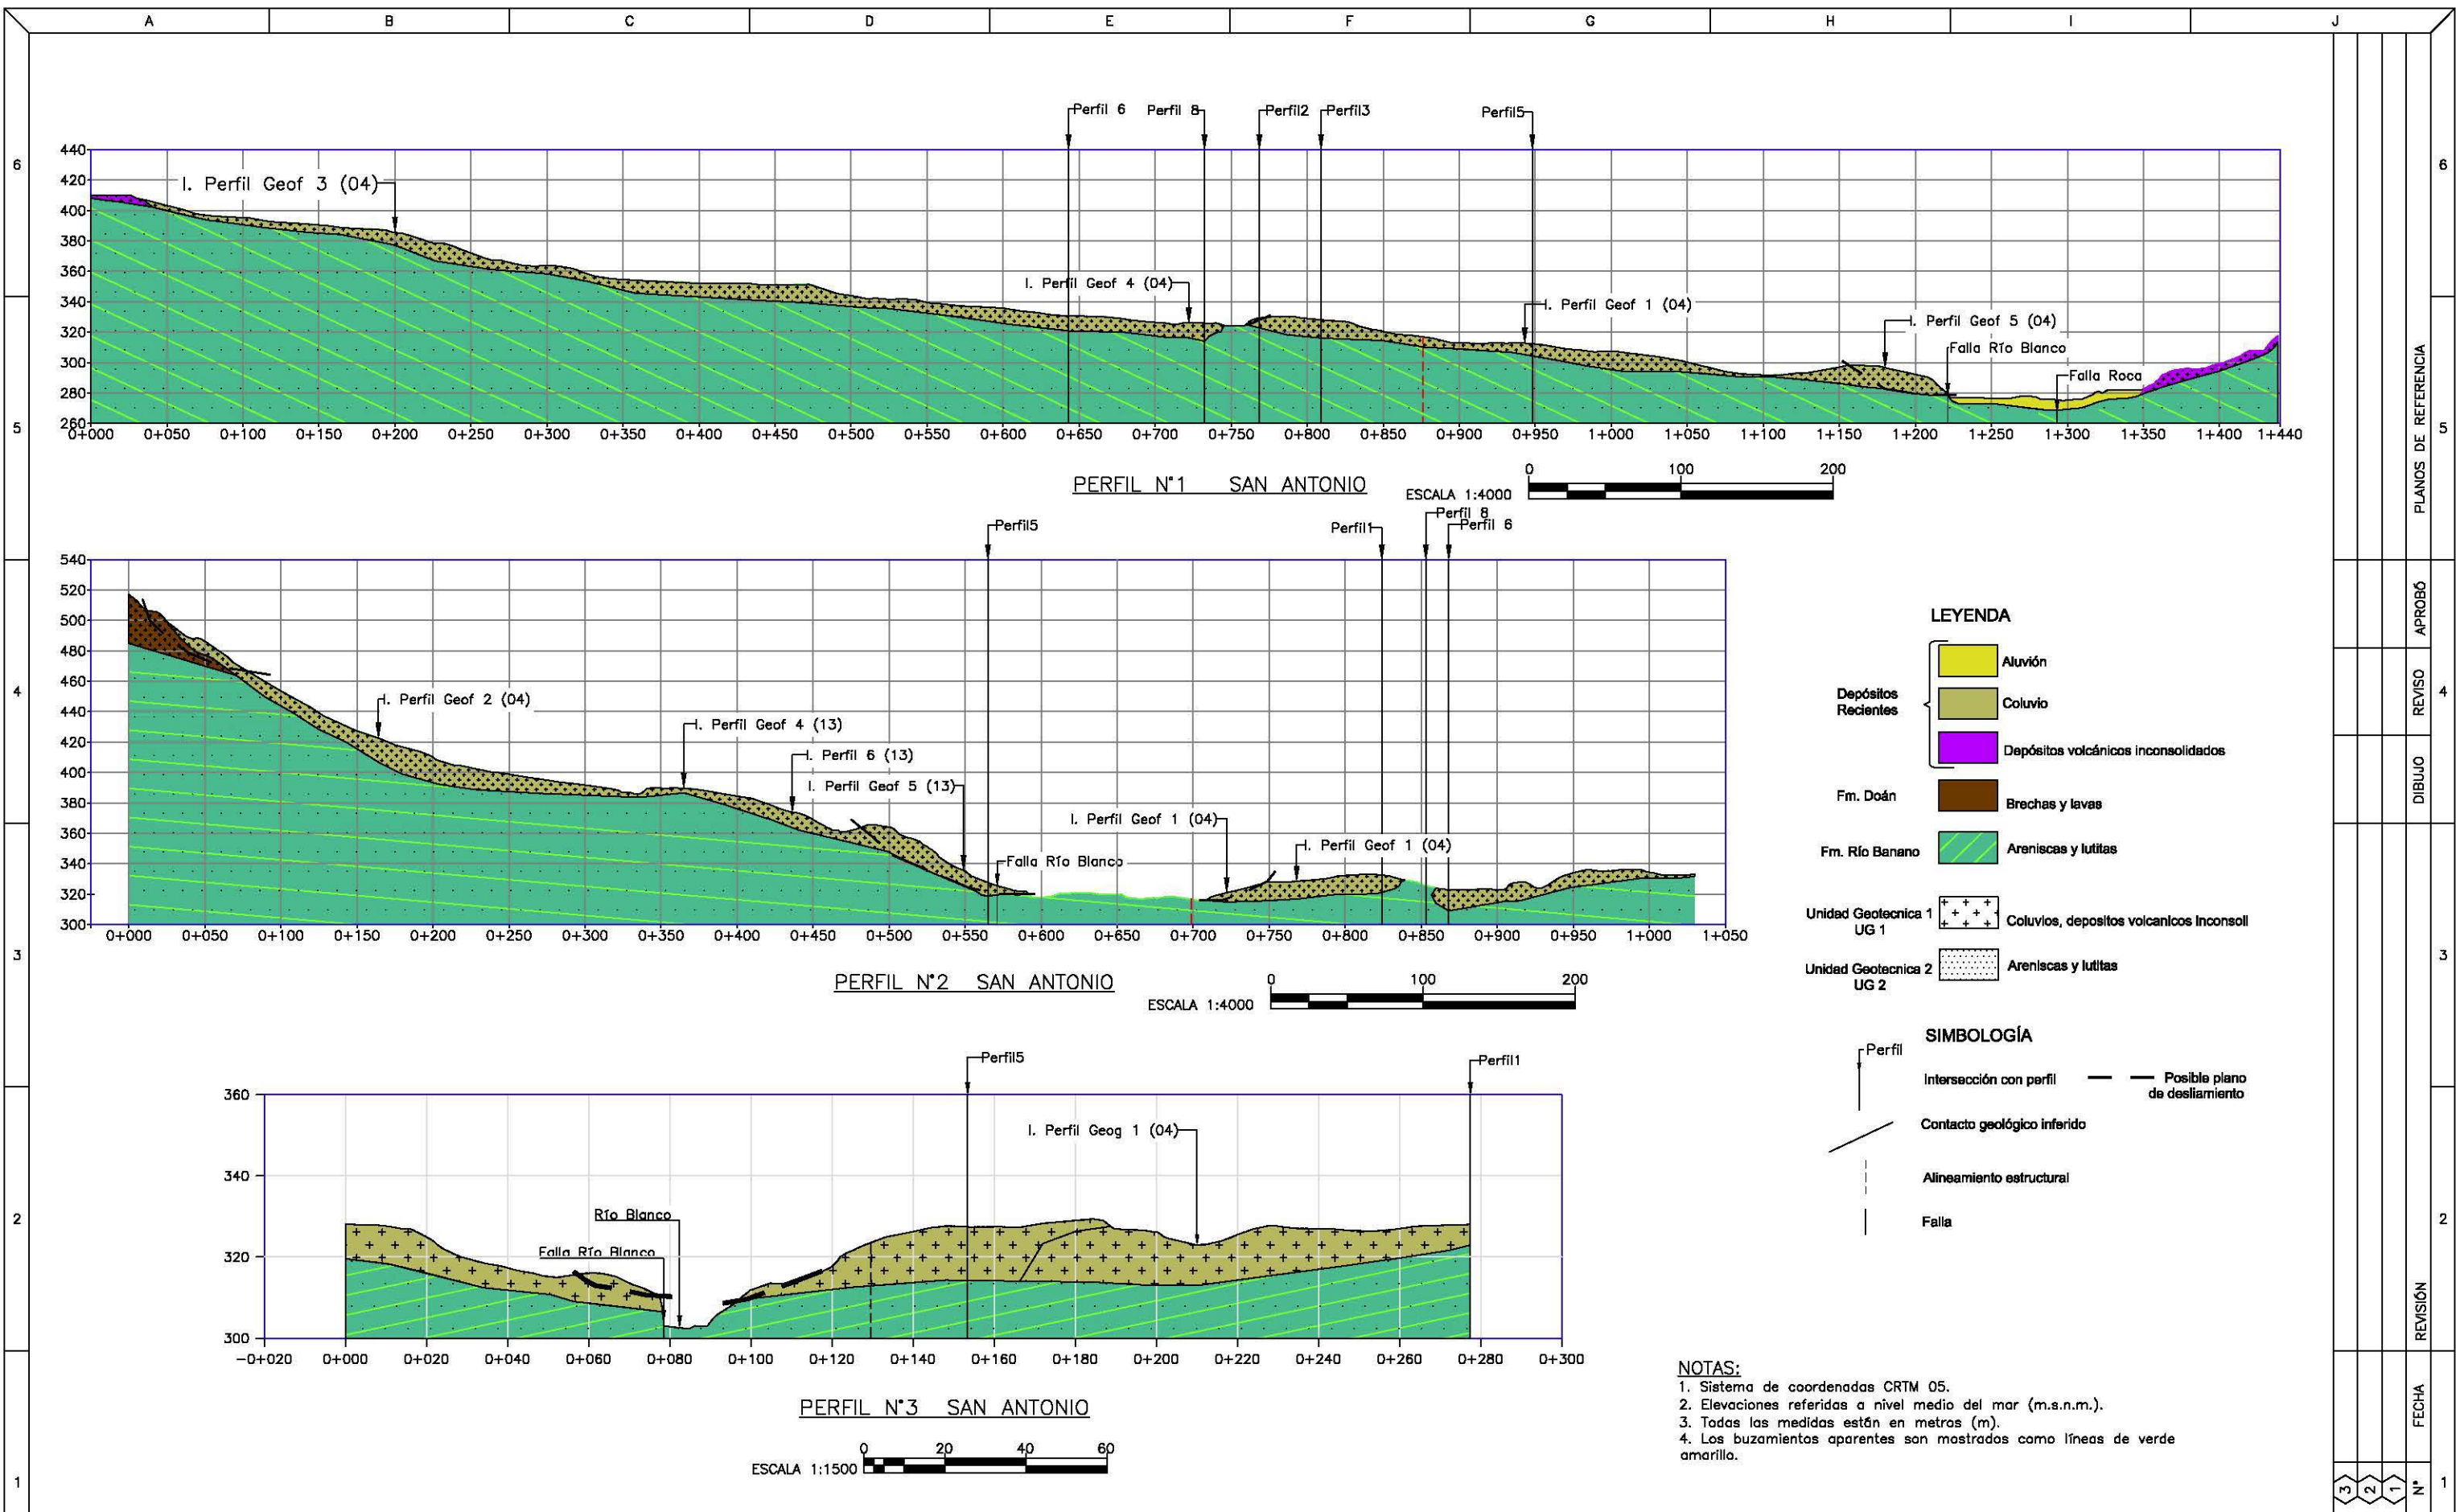 A B C D E F G H I J
6 6
5 5
4 4
3 3
2 2
1 1
Perfil 6 Perfil 8 Perfil2 Perfil3 Perfil5
440
420
400
380
360
340
320
300
280
260
I. Perfil Geof 3 (04)
I. Perfil Geof 4 (04)
I. Perfil Geof 1 (04)
I. Perfil Geof 5 (04)
Falla Río Blanco
Falla Roca
0+000 0+050 0+100 0+150 0+200 0+250 0+300 0+350 0+400 0+450 0+500 0+550 0+600 0+650 0+700 0+750 0+800 0+850 0+900 0+950 1+000 1+050 1+100 1+150 1+200 1+250 1+300 1+350 1+400 1+440
PERFIL N°1 SAN ANTONIO
ESCALA 1:4000
0 100 200
Perfil5 Perfil1 Perfil 8
Perfil 6
540
520
500
480
460
440
420
400
380
360
340
320
300
I. Perfil Geof 2 (04)
I. Perfil Geof 4 (13)
I. Perfil 6 (13)
I. Perfil Geof 5 (13)
I. Perfil Geof 1 (04)
I. Perfil Geof 1 (04)
Falla Río Blanco
0+000 0+050 0+100 0+150 0+200 0+250 0+300 0+350 0+400 0+450 0+500 0+550 0+600 0+650 0+700 0+750 0+800 0+850 0+900 0+950 1+000 1+050
PERFIL N°2 SAN ANTONIO
ESCALA 1:4000
0 100 200
Perfil5 Perfil1
360
340
320
300
I. Perfil Geog 1 (04)
Río Blanco
Falla Río Blanco
-0+020 0+000 0+020 0+040 0+060 0+080 0+100 0+120 0+140 0+160 0+180 0+200 0+220 0+240 0+260 0+280 0+300
PERFIL N°3 SAN ANTONIO
ESCALA 1:1500
0 20 40 60
LEYENDA
Depósitos
Recientes
Aluvión
Coluvio
Depósitos volcánicos inconsolidados
Fm. Doán
Brechas y lavas
Fm. Río Banano
Areniscas y lutitas
Unidad Geotecnica 1
UG 1
Coluvios, depositos volcanicos inconsoli
Unidad Geotecnica 2
UG 2
Areniscas y lutitas
SIMBOLOGÍA
Perfil
Intersección con perfil
Posible plano
de desliamiento
Contacto geológico inferido
Alineamiento estructural
Falla
NOTAS:
1. Sistema de coordenadas CRTM 05.
2. Elevaciones referidas a nivel medio del mar (m.s.n.m.).
3. Todas las medidas están en metros (m).
4. Los buzamientos aparentes son mostrados como líneas de verde
amarillo.
PLANOS DE REFERENCIA
APROBÓ
REVISO
DIBUJO
REVISIÓN
FECHA
N°
3 2 1